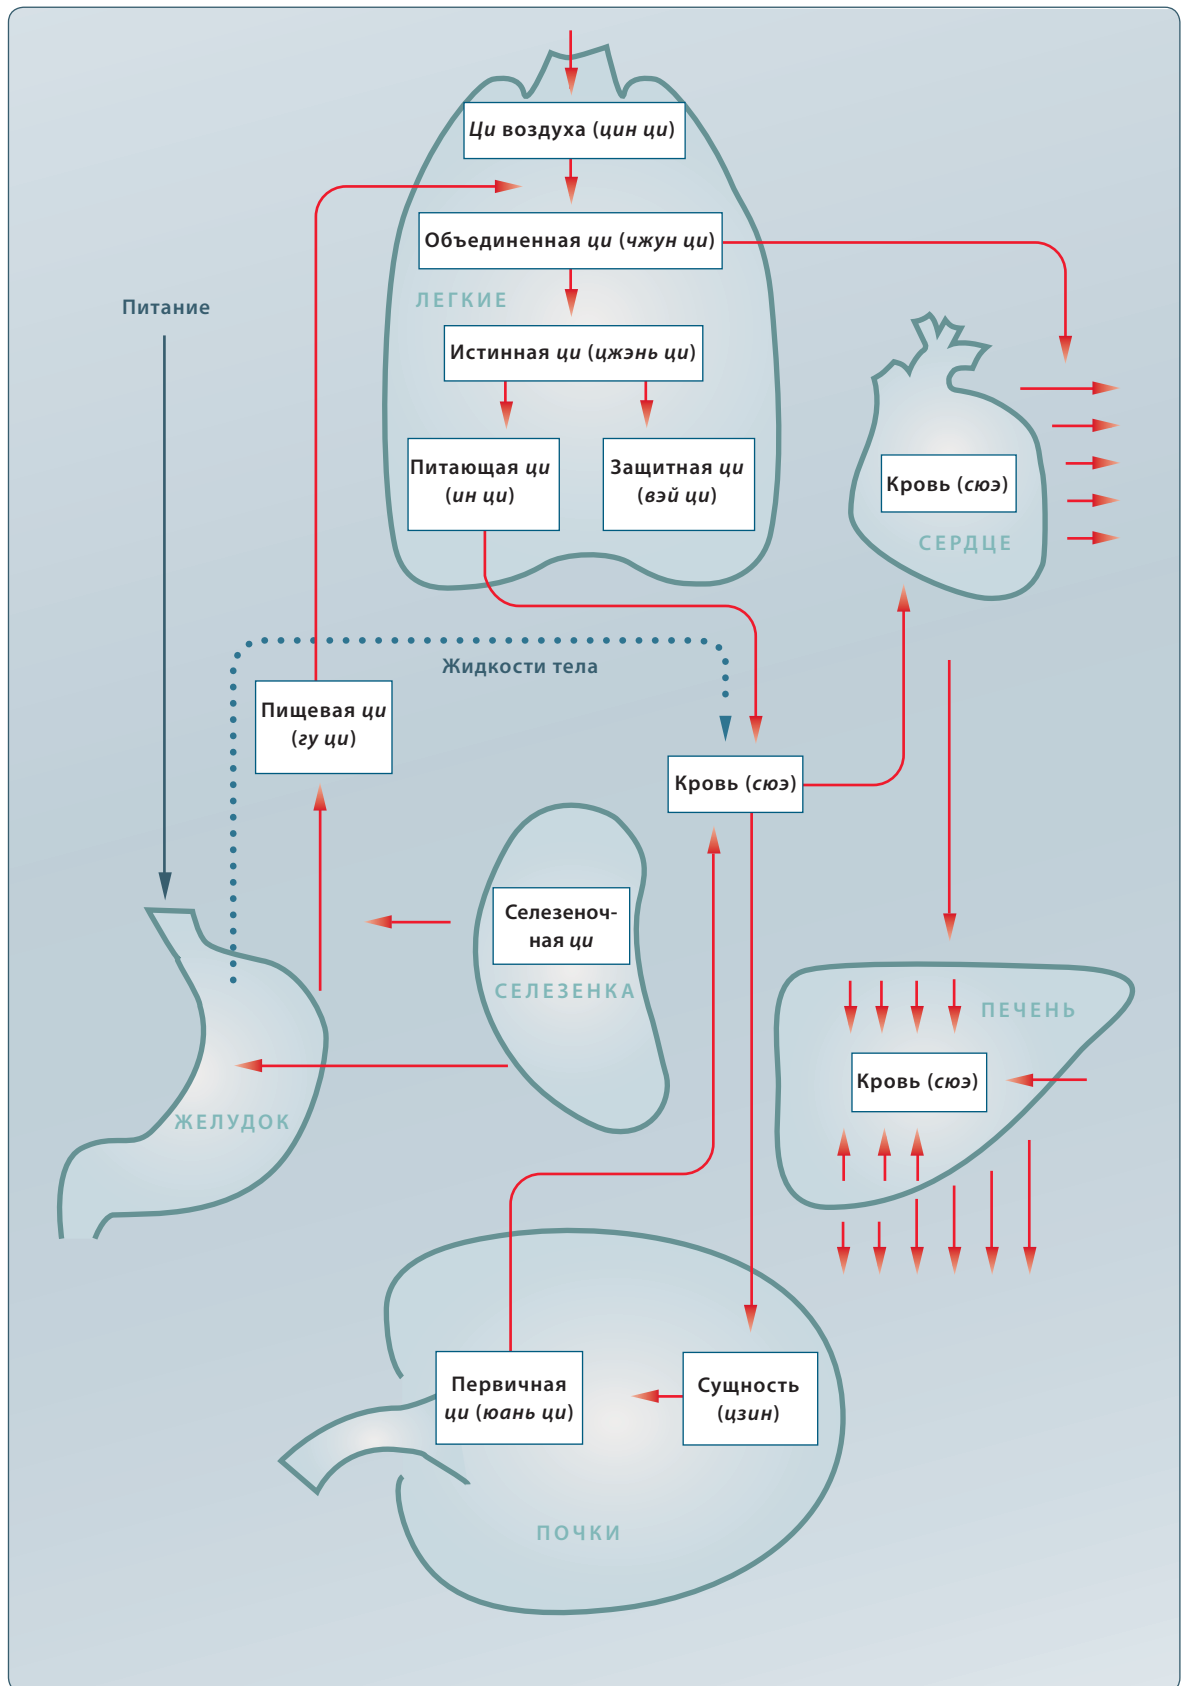 Ци воздуха (цин ци)
Объединенная ци (чжун ци)
ЛЕГКИЕ
Питание
Истинная ци (цжэнь ци)
Питающая ци
(ин ци)
Защитная ци
(вэй ци)
Кровь (сюэ)
СЕРДЦЕ
Жидкости тела
Пищевая ци
(гу ци)
Кровь (сюэ)
Селезеноч-
ная ци
СЕЛЕЗЕНКА
ПЕЧЕНЬ
Кровь (сюэ)
ЖЕЛУДОК
Первичная
ци (юань ци)
Сущность
(цзин)
ПОЧКИ